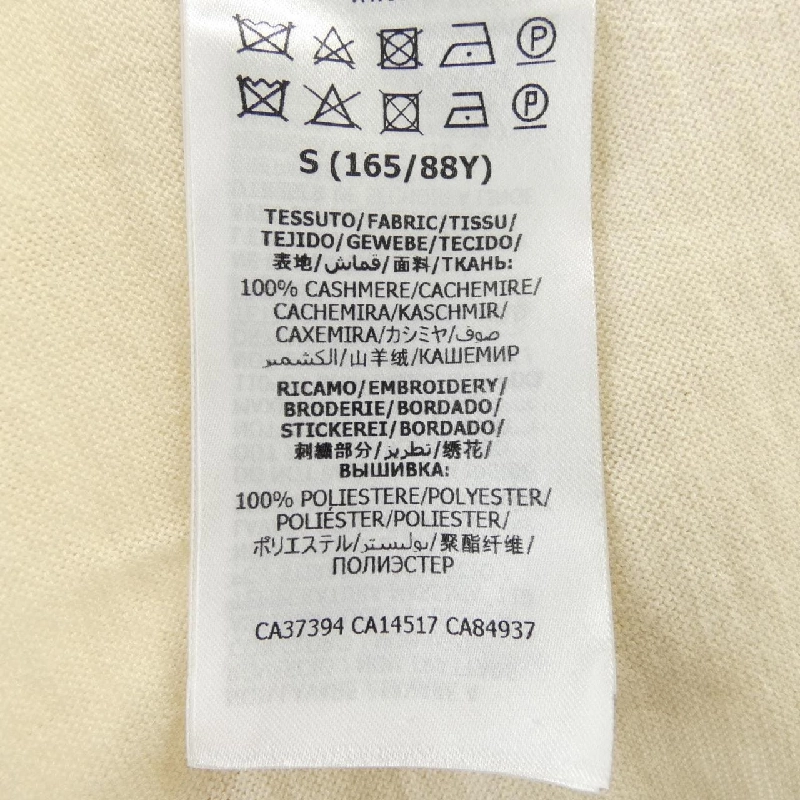 S (165/88Y)
TESSUTO/FABRIC/TISSU/
TEJIDO/GEWEBE/TECIDO/
表地/قماش/面料/ТКАНЬ:
100% CASHMERE/CACHEMIRE/
CACHEMIRA/KASCHMIR/
CAXEMIRA/カシミヤ/صوف
الكشمير/山羊绒/КАШЕМИР
RICAMO/EMBROIDERY/
BRODERIE/BORDADO/
STICKEREI/BORDADO/
刺繍部分/تطريز/绣花/
ВЫШИВКА:
100% POLIESTERE/POLYESTER/
POLIÉSTER/POLIESTER/
ポリエステル/بوليستر/聚酯纤维/
ПОЛИЭСТЕР
CA37394 CA14517 CA84937